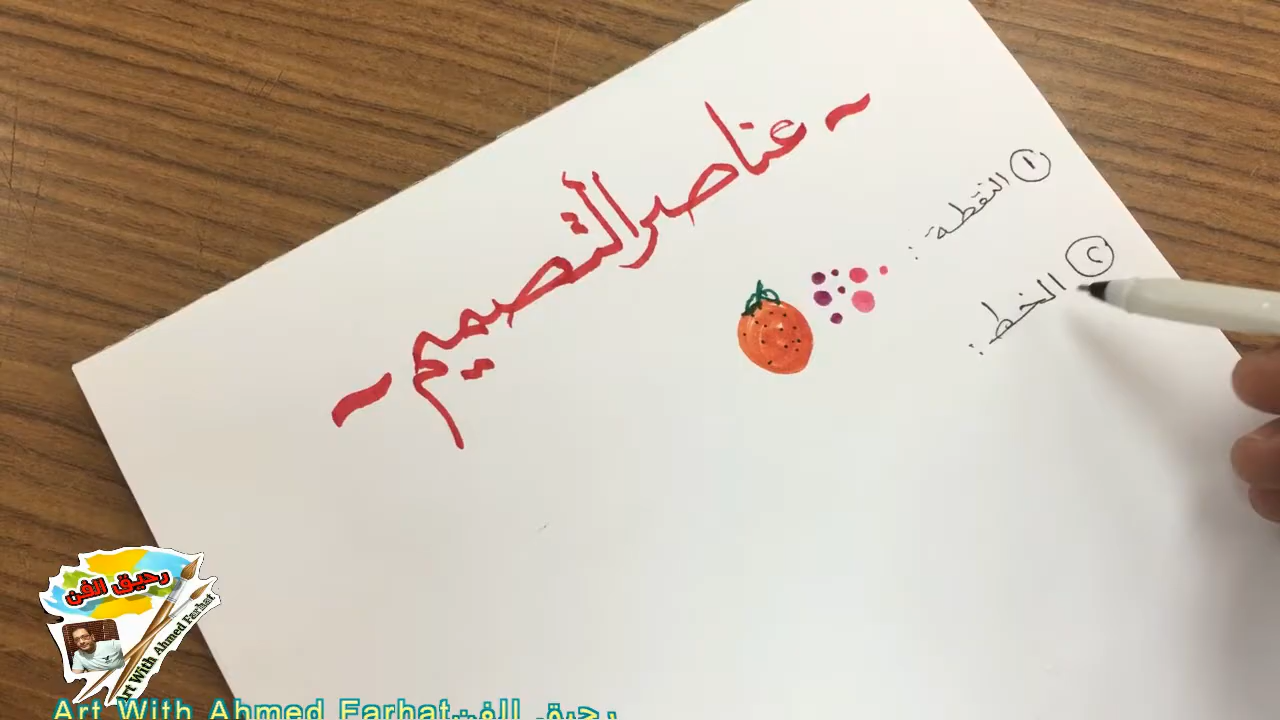 ~ عناصر التصميم ~
١ النقطة :
٢ الخط :
رحيق الفن
Art With Ahmed Farhat
Art With Ahmed Farhat رحيق الفن